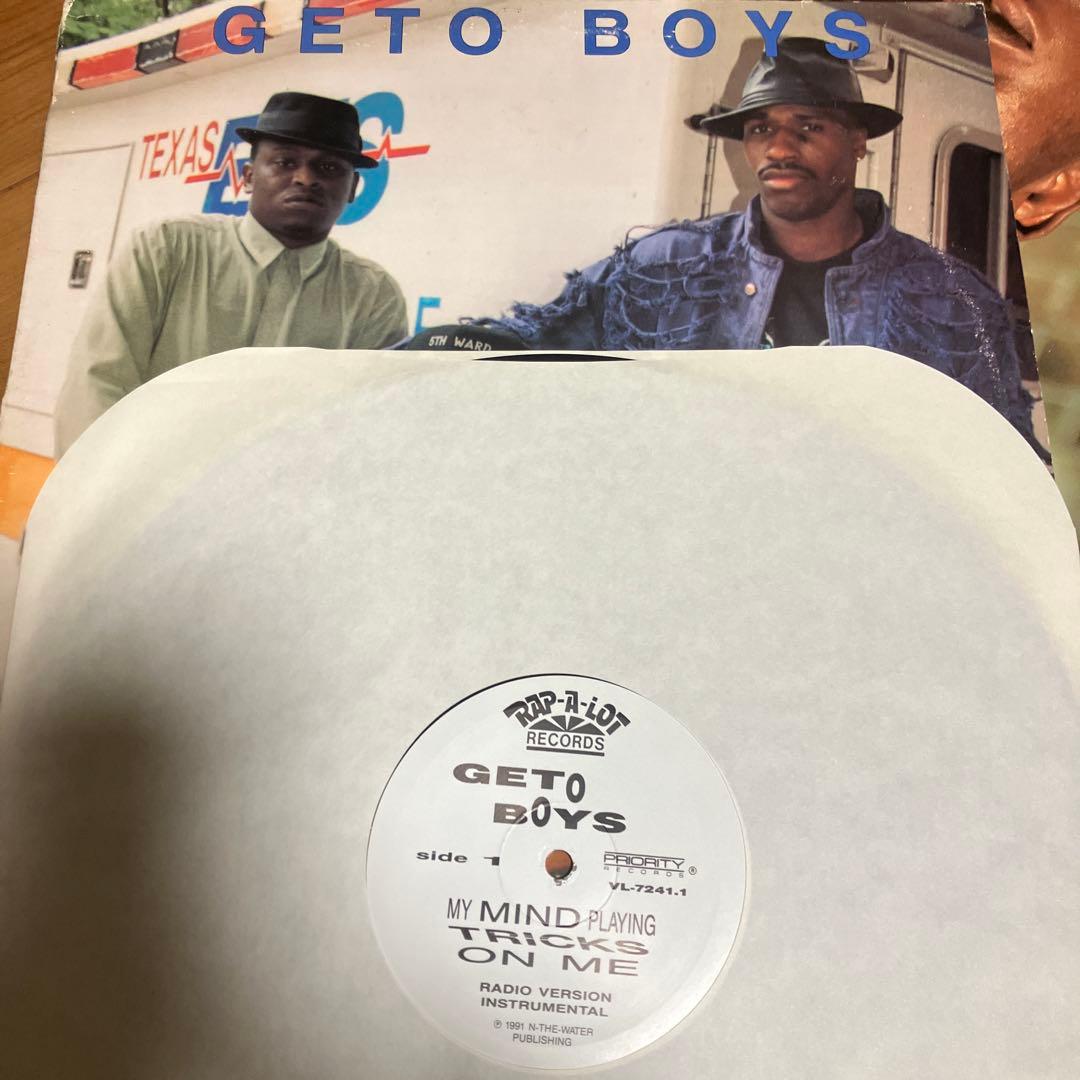 GETO BOYS
TEXAS
5TH WARD
RAP-A-LOT
RECORDS
GETO
BOYS
side 1
PRIORITY
RECORDS ®
VL-7241.1
MY MIND PLAYING
TRICKS
ON ME
RADIO VERSION
INSTRUMENTAL
℗ 1991 N-THE-WATER
PUBLISHING